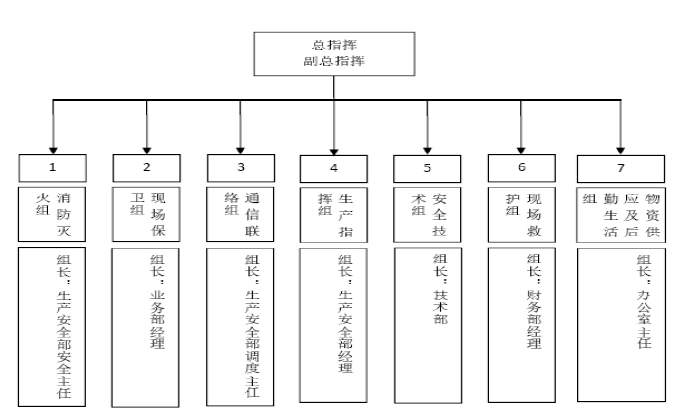 总指挥
副总指挥
1
2
3
4
5
6
7
消防灭
火组
现场保
卫组
通信联
络组
生产指
挥组
安全技
术组
现场救
护组
物资供
应及后
勤生活
组
组长：生产安全部安全主任
组长：业务部经理
组长：生产安全部调度主任
组长：生产安全部经理
组长：技术部
组长：财务部经理
组长：办公室主任